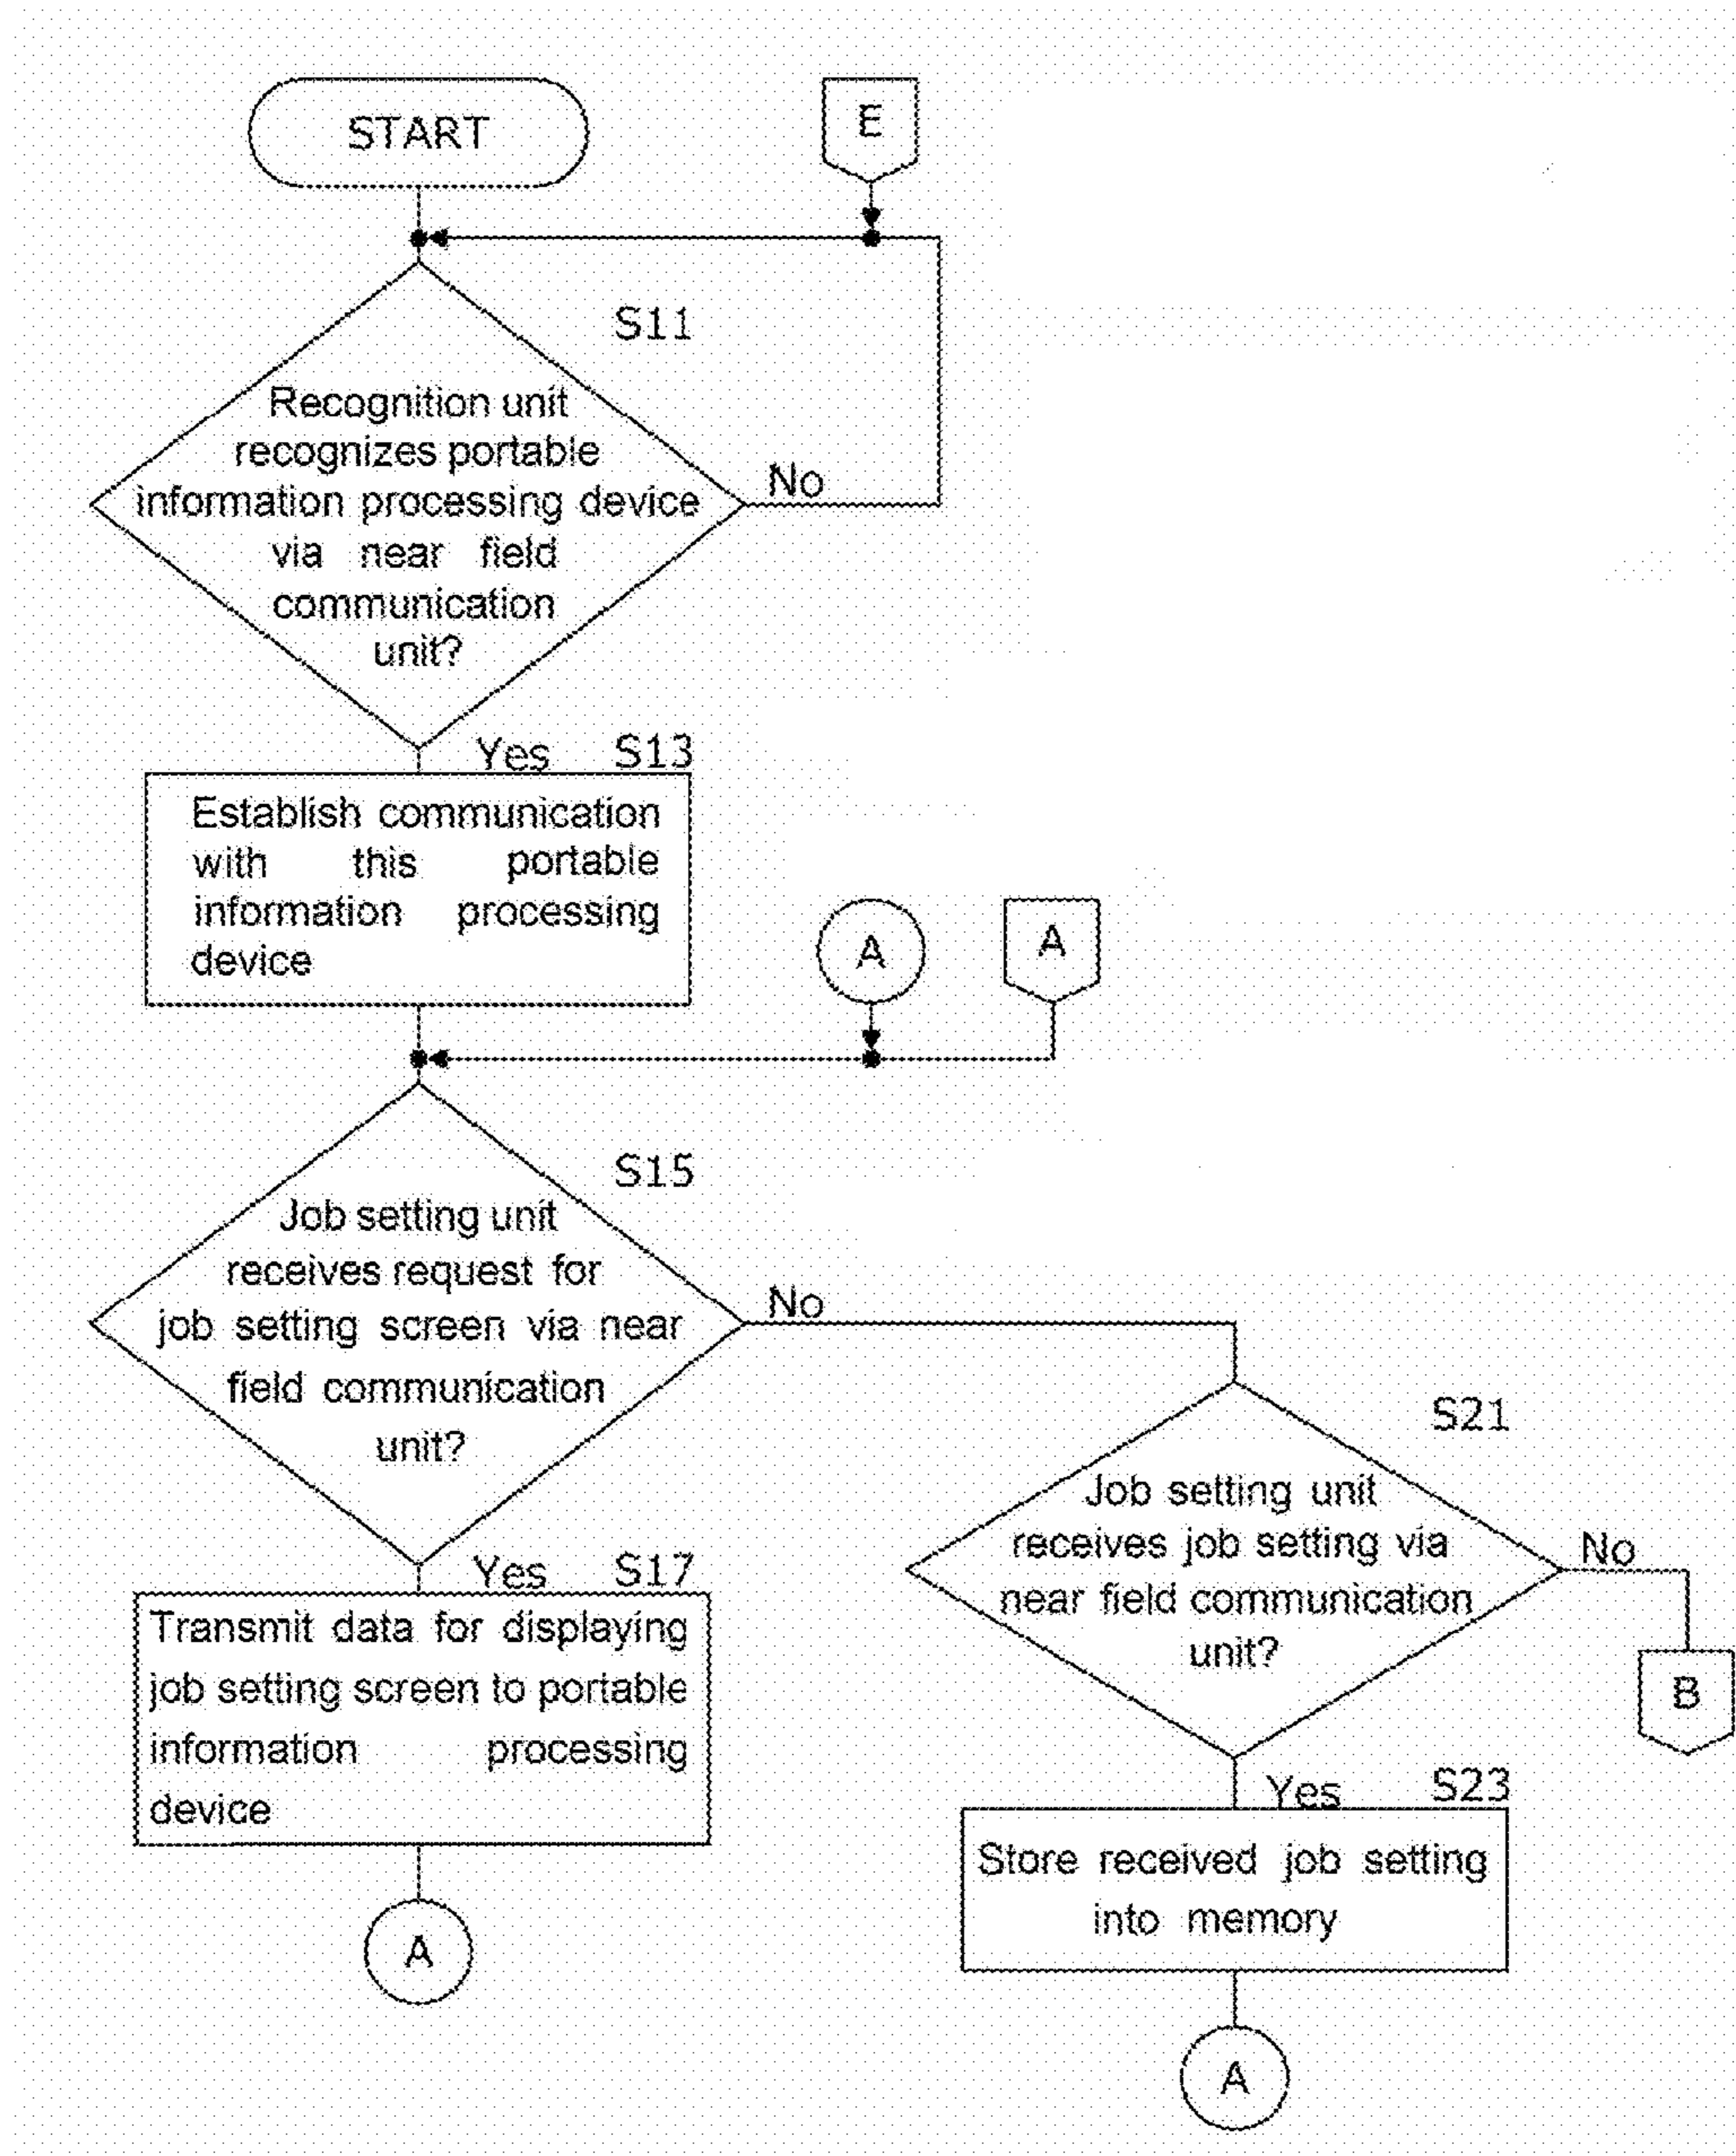 START
E
S11
Recognition unit
recognizes portable
information processing device
via near field
communication
unit?
No
Yes
S13
Establish communication
with this portable
information processing
device
A
A
S15
Job setting unit
receives request for
job setting screen via near
field communication
unit?
No
Yes
S17
Transmit data for displaying
job setting screen to portable
information processing
device
A
S21
Job setting unit
receives job setting via
near field communication
unit?
No
B
Yes
S23
Store received job setting
into memory
A